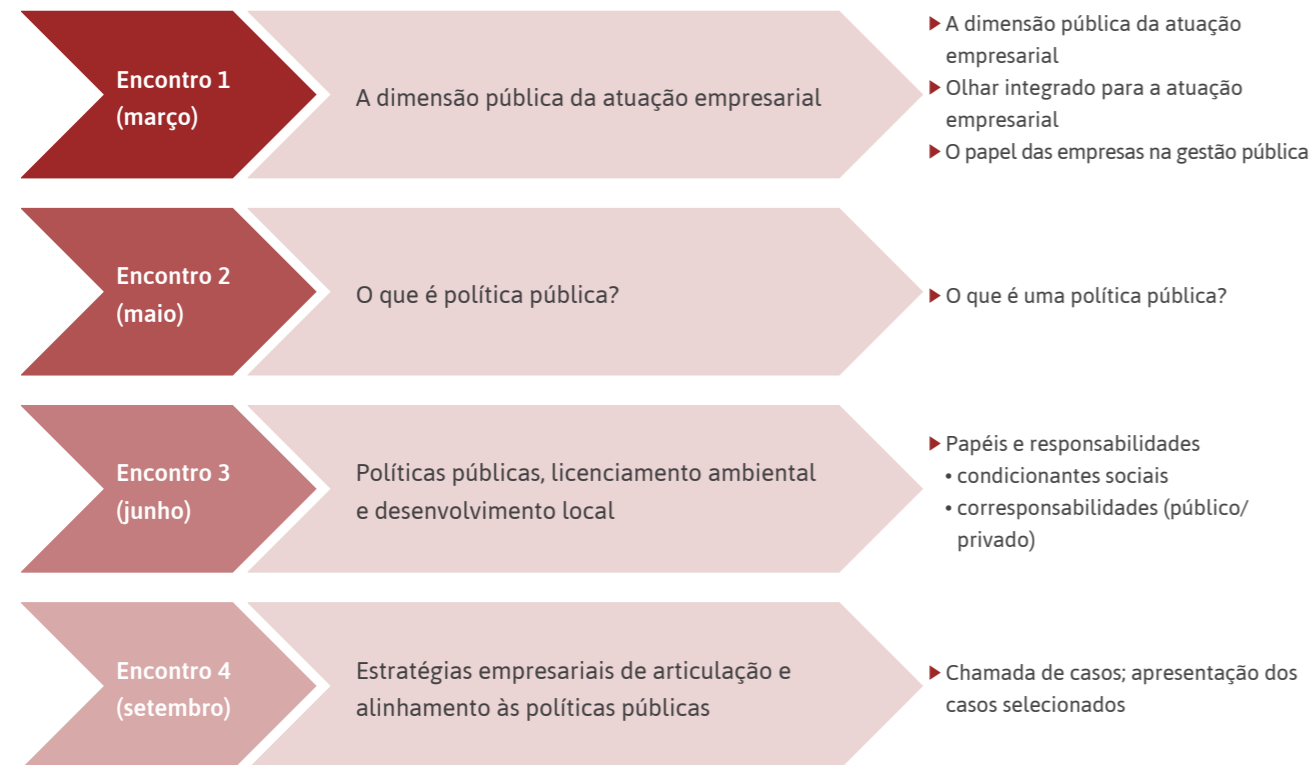 Encontro 1
(março)
A dimensão pública da atuação empresarial
▶ A dimensão pública da atuação
empresarial
▶ Olhar integrado para a atuação
empresarial
▶ O papel das empresas na gestão pública
Encontro 2
(maio)
O que é política pública?
▶ O que é uma política pública?
Encontro 3
(junho)
Políticas públicas, licenciamento ambiental
e desenvolvimento local
▶ Papéis e responsabilidades
• condicionantes sociais
• corresponsabilidades (público/
privado)
Encontro 4
(setembro)
Estratégias empresariais de articulação e
alinhamento às políticas públicas
▶ Chamada de casos; apresentação dos
casos selecionados